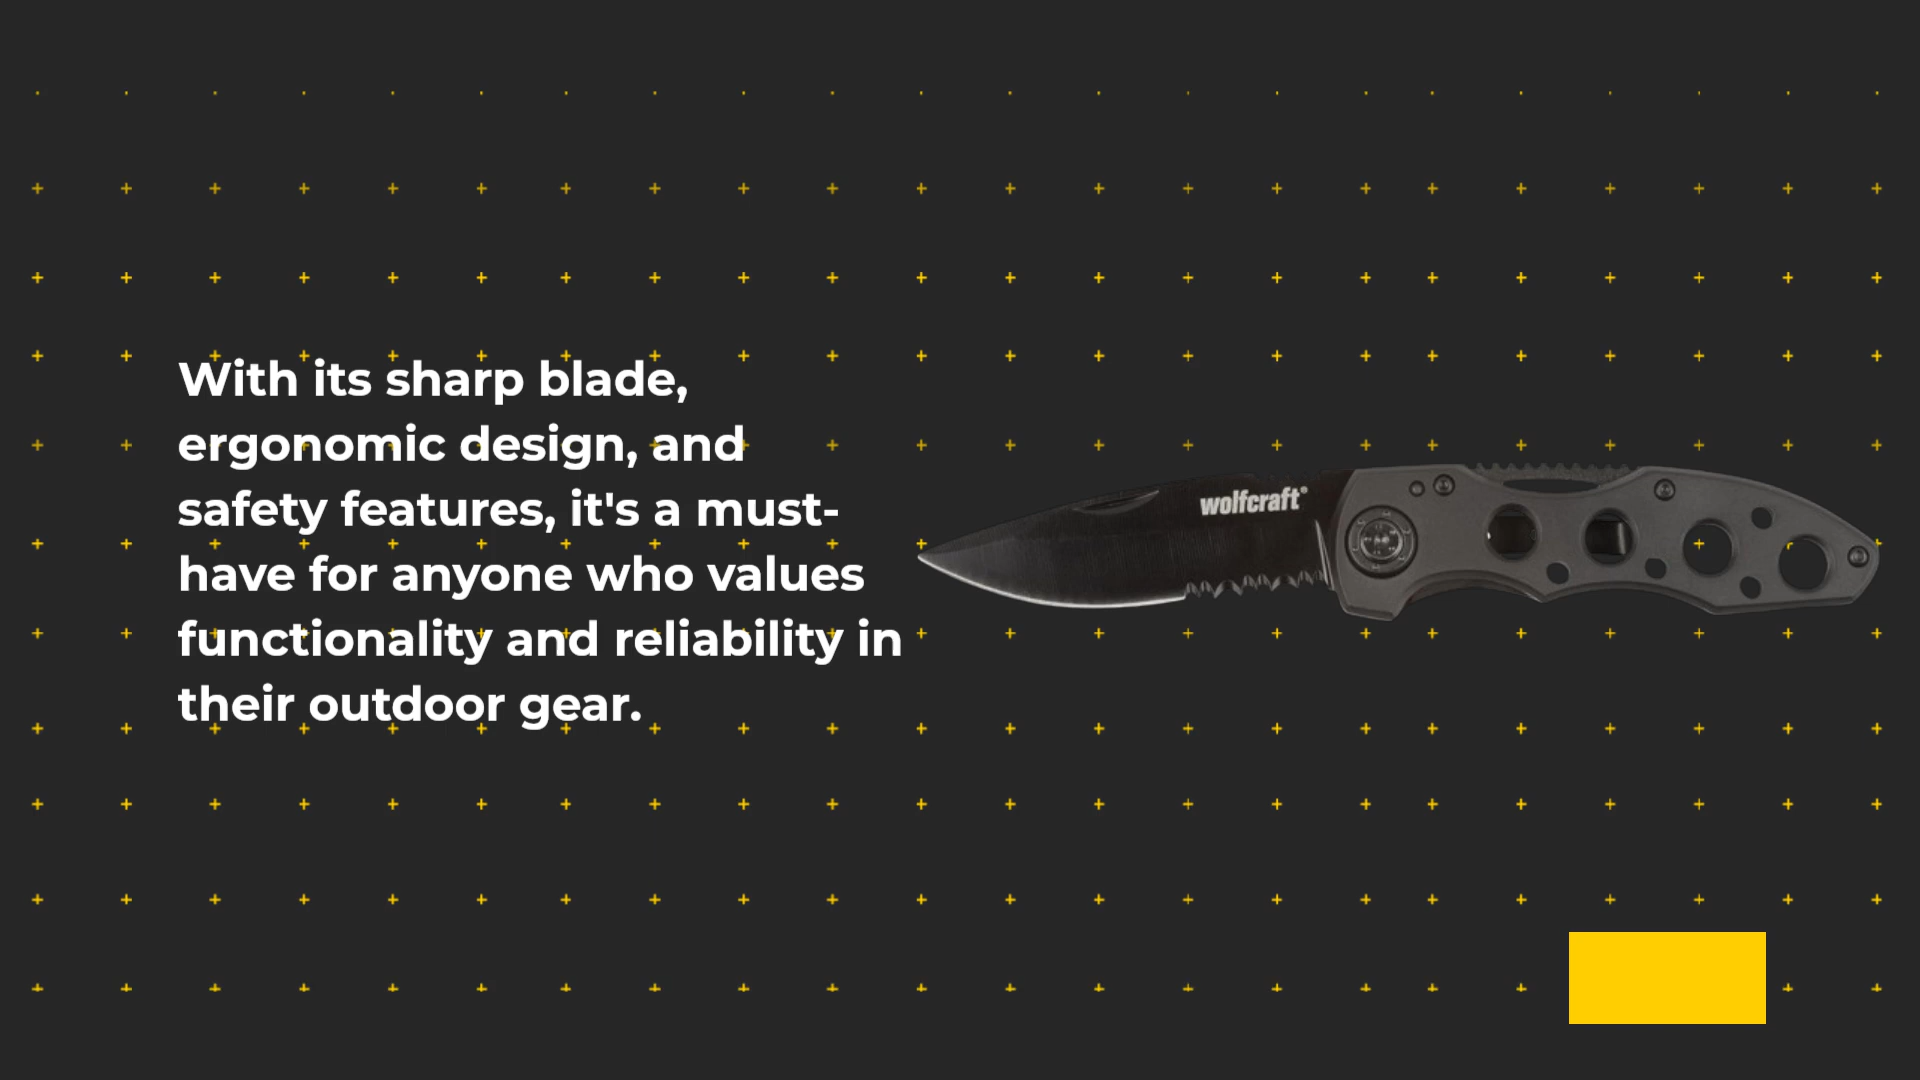 With its sharp blade,
ergonomic design, and
safety features, it's a must-
have for anyone who values
functionality and reliability in
their outdoor gear.
wolfcraft®